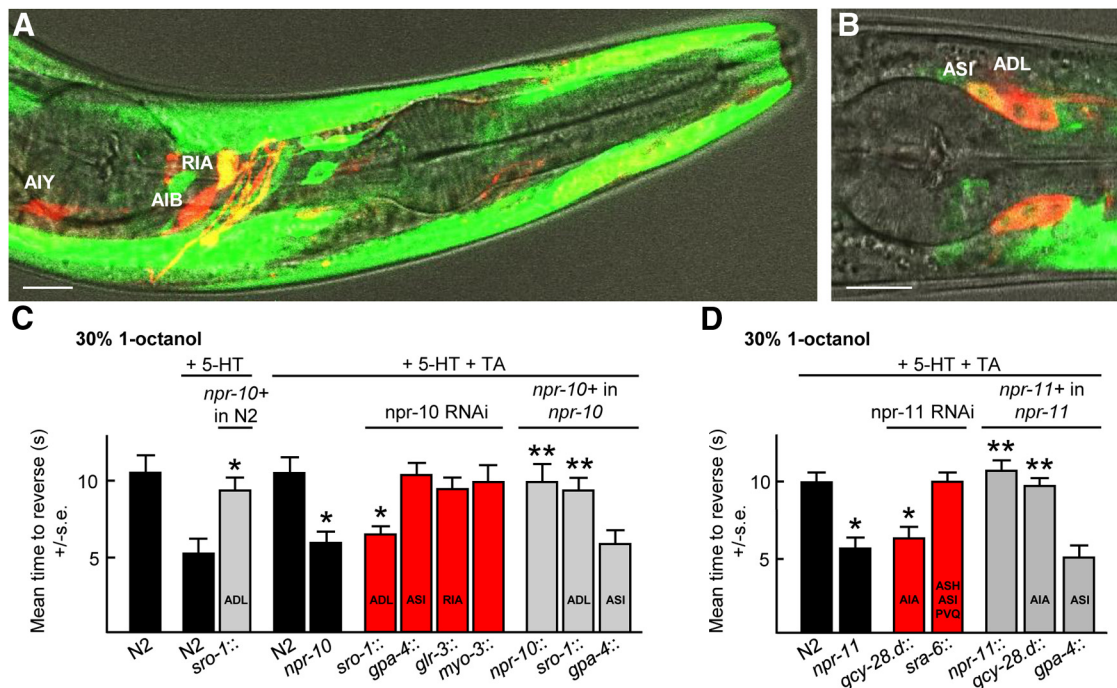 A
RIA
AIY
AIB
B
ASI
ADL
C
30% 1-octanol
+ 5-HT
+ 5-HT + TA
npr-10+
in N2
npr-10 RNAi
npr-10+ in
npr-10
Mean time to reverse (s)
+/-s.e.
10
5
*
*
*
**
**
ADL
ADL
ASI
RIA
ADL
ASI
N2
N2
sro-1::
N2
npr-10
sro-1::
gpa-4::
glr-3::
myo-3::
npr-10::
sro-1::
gpa-4::
D
30% 1-octanol
+ 5-HT + TA
npr-11 RNAi
npr-11+ in
npr-11
Mean time to reverse (s)
+/-s.e.
10
5
*
*
**
**
AIA
ASH
ASI
PVQ
AIA
ASI
N2
npr-11
gcy-28.d::
sra-6::
npr-11::
gcy-28.d::
gpa-4::